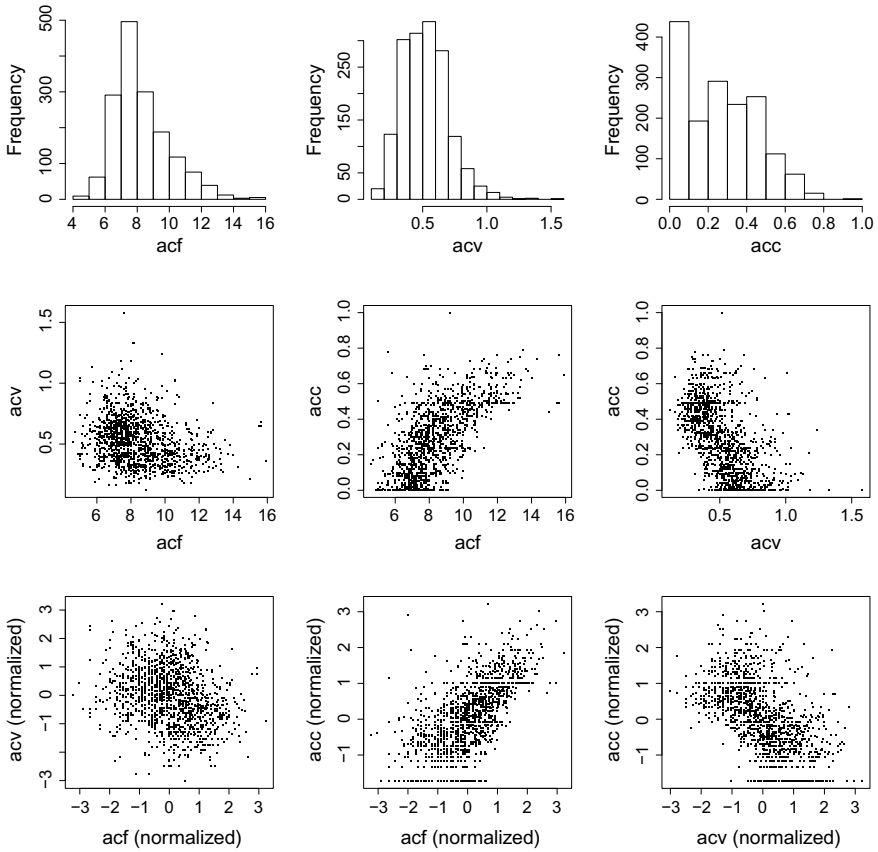 Frequency
0 100 300 500
4 6 8 10 12 14 16
acf
Frequency
0 50 150 250
0.5 1.0 1.5
acv
Frequency
0 100 200 300 400
0.0 0.2 0.4 0.6 0.8 1.0
acc
acv
0.5 1.0 1.5
6 8 10 12 14 16
acf
acc
0.0 0.2 0.4 0.6 0.8 1.0
6 8 10 12 14 16
acf
acc
0.0 0.2 0.4 0.6 0.8 1.0
0.5 1.0 1.5
acv
acv (normalized)
−3 −1 0 1 2 3
−3 −2 −1 0 1 2 3
acf (normalized)
acc (normalized)
−1 0 1 2 3
−3 −2 −1 0 1 2 3
acf (normalized)
acc (normalized)
−1 0 1 2 3
−3 −2 −1 0 1 2 3
acv (normalized)